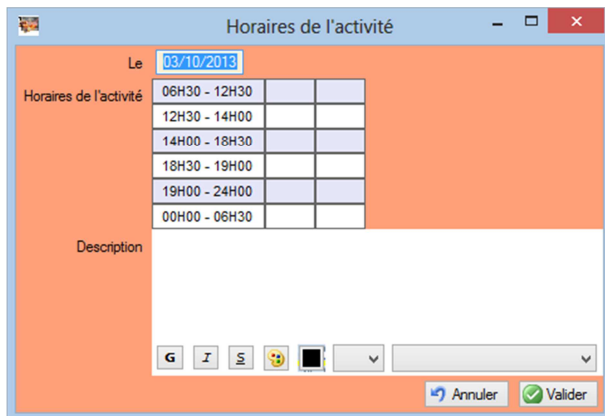 Horaires de l'activité
Le 03/10/2013
Horaires de l'activité 06H30 - 12H30
12H30 - 14H00
14H00 - 18H30
18H30 - 19H00
19H00 - 24H00
00H00 - 06H30
Description
G I S
Annuler Valider